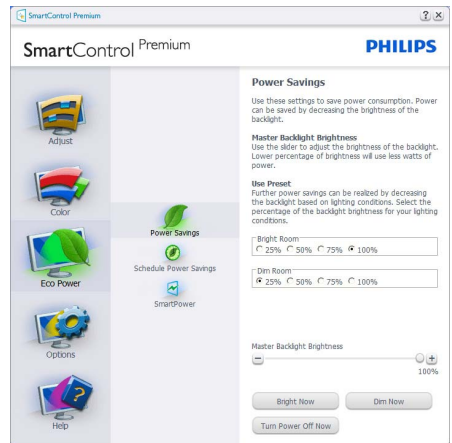 SmartControl Premium
SmartControl Premium
PHILIPS
Adjust
Color
Eco Power
Options
Help
Power Savings
Schedule Power Savings
SmartPower
Power Savings
Use these settings to save power consumption. Power
can be saved by decreasing the brightness of the
backlight.
Master Backlight Brightness
Use the slider to adjust the brightness of the backlight.
Lower percentage of brightness will use less watts of
power.
Use Preset
Further power savings can be realized by decreasing
the backlight based on lighting conditions. Select the
percentage of the backlight brightness for your lighting
conditions.
Bright Room
25% 50% 75% 100%
Dim Room
25% 50% 75% 100%
Master Backlight Brightness
100%
Bright Now Dim Now
Turn Power Off Now